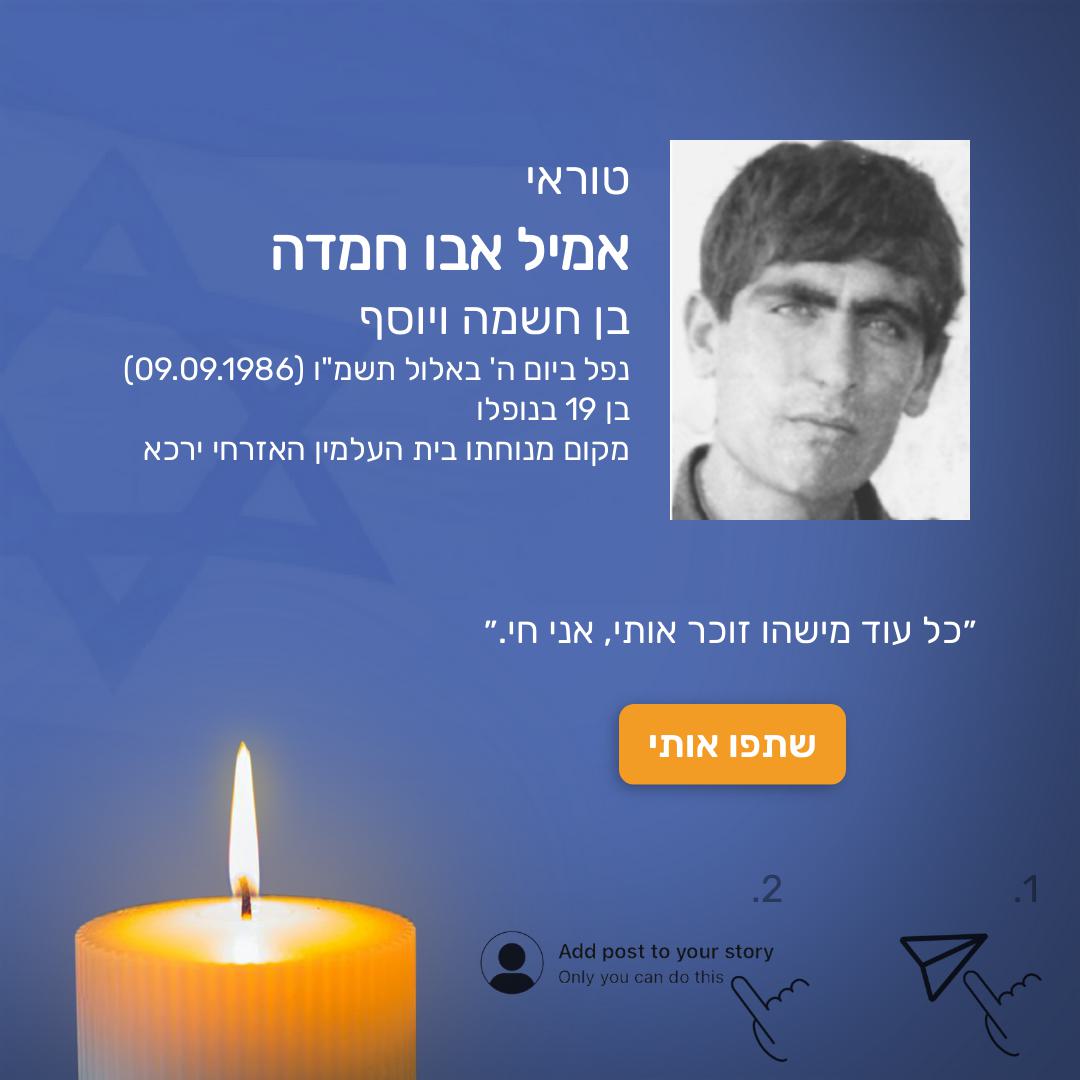 טוראי
אמיל אבו חמדה
בן חשמה ויוסף
נפל ביום ה' באלול תשמ"ו (09.09.1986)
בן 19 בנופלו
מקום מנוחתו בית העלמין האזרחי ירכא
״כל עוד מישהו זוכר אותי, אני חי.״
שתפו אותי
1.
2.
Add post to your story
Only you can do this